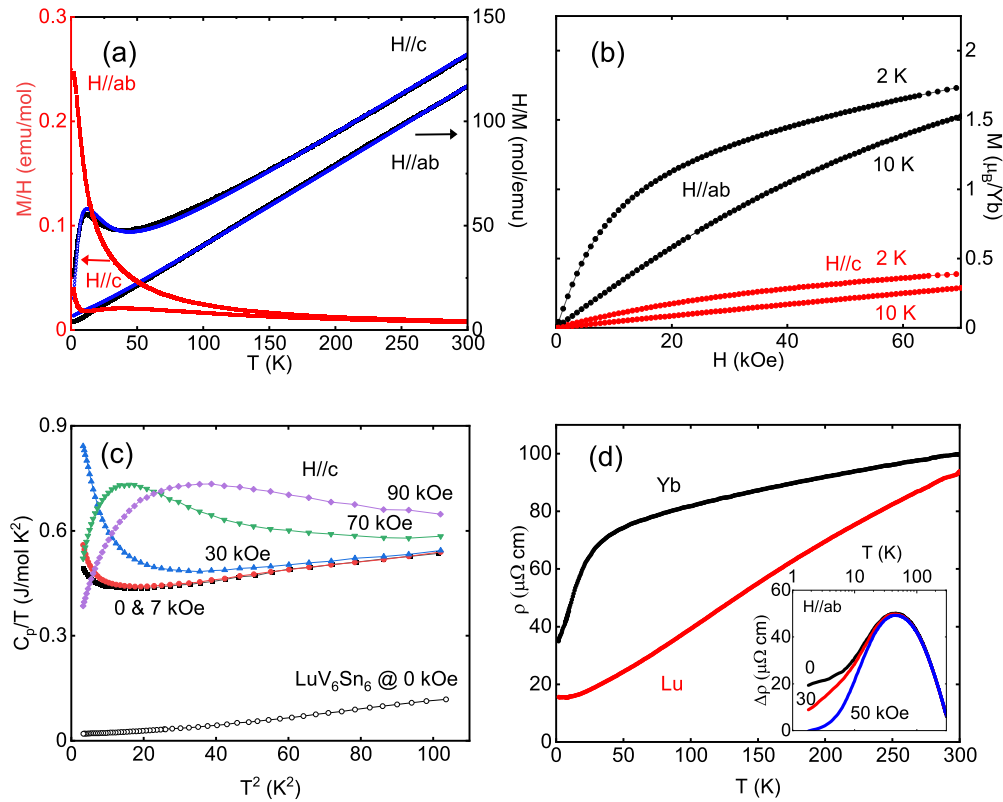 (a)
M/H (emu/mol)
0.3
0.2
0.1
0
H//ab
H//c
H//c
H//ab
150
100
50
0
H/M (mol/emu)
0 50 100 150 200 250 300
T (K)
(b)
2 K
H//ab
10 K
H//c
2 K
10 K
2
1.5
1
0.5
0
M (μB/Yb)
0 20 40 60
H (kOe)
(c)
Cp/T (J/mol K²)
0.9
0.6
0.3
0
H//c
90 kOe
70 kOe
30 kOe
0 & 7 kOe
LuV6Sn6 @ 0 kOe
0 20 40 60 80 100
T² (K²)
(d)
ρ (μΩ cm)
100
80
60
40
20
0
Yb
Lu
T (K)
1 10 100
H//ab
Δρ (μΩ cm)
60
40
20
0
0
30
50 kOe
0 50 100 150 200 250 300
T (K)